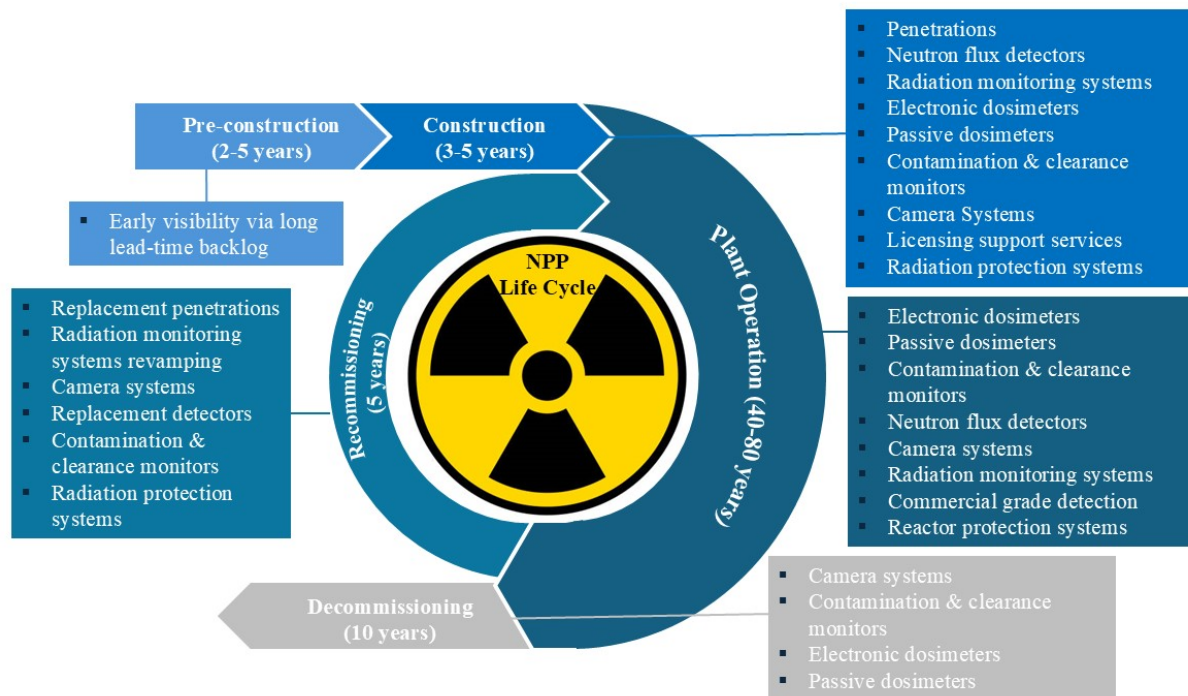 Pre-construction
(2-5 years)
Construction
(3-5 years)
▪ Penetrations
▪ Neutron flux detectors
▪ Radiation monitoring systems
▪ Electronic dosimeters
▪ Passive dosimeters
▪ Contamination & clearance
monitors
▪ Camera Systems
▪ Licensing support services
▪ Radiation protection systems
▪ Early visibility via long
lead-time backlog
NPP
Life Cycle
Plant Operation (40-80 years)
Recommissioning
(5 years)
▪ Replacement penetrations
▪ Radiation monitoring
systems revamping
▪ Camera systems
▪ Replacement detectors
▪ Contamination &
clearance monitors
▪ Radiation protection
systems
▪ Electronic dosimeters
▪ Passive dosimeters
▪ Contamination & clearance
monitors
▪ Neutron flux detectors
▪ Camera systems
▪ Radiation monitoring systems
▪ Commercial grade detection
▪ Reactor protection systems
Decommissioning
(10 years)
▪ Camera systems
▪ Contamination & clearance
monitors
▪ Electronic dosimeters
▪ Passive dosimeters